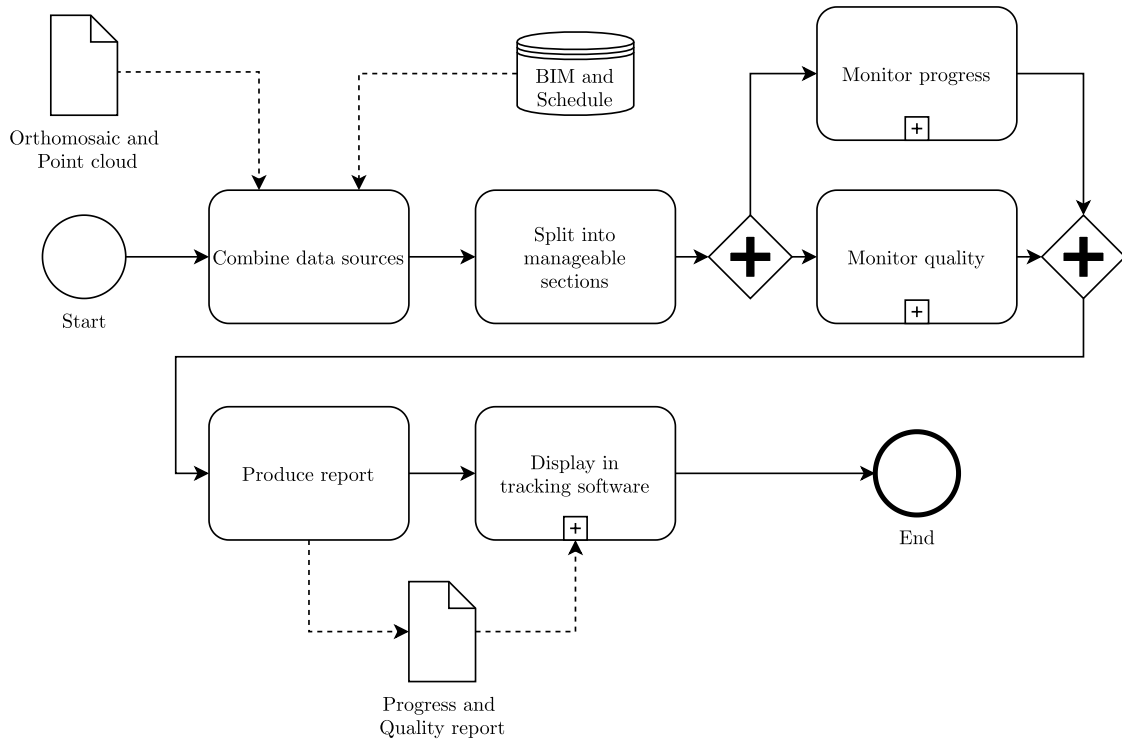 Orthomosaic and
Point cloud
BIM and
Schedule
Monitor progress
+
Start
Combine data sources
Split into
manageable
sections
Monitor quality
+
Produce report
Display in
tracking software
+
End
Progress and
Quality report